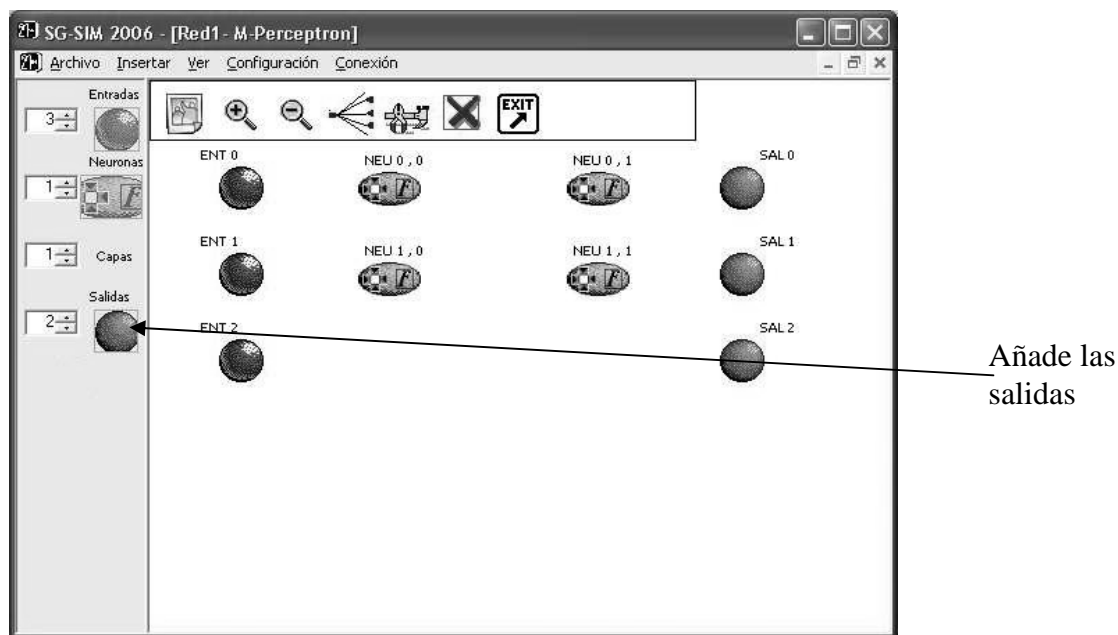 SG-SIM 2006 - [Red1 - M-Perceptron]
Archivo Insertar Ver Configuración Conexión
Entradas
3
Neuronas
1
1 Capas
Salidas
2
EXIT
ENT 0 NEU 0 , 0 NEU 0 , 1 SAL 0
F F
ENT 1 NEU 1 , 0 NEU 1 , 1 SAL 1
F F
ENT 2 SAL 2
Añade las
salidas